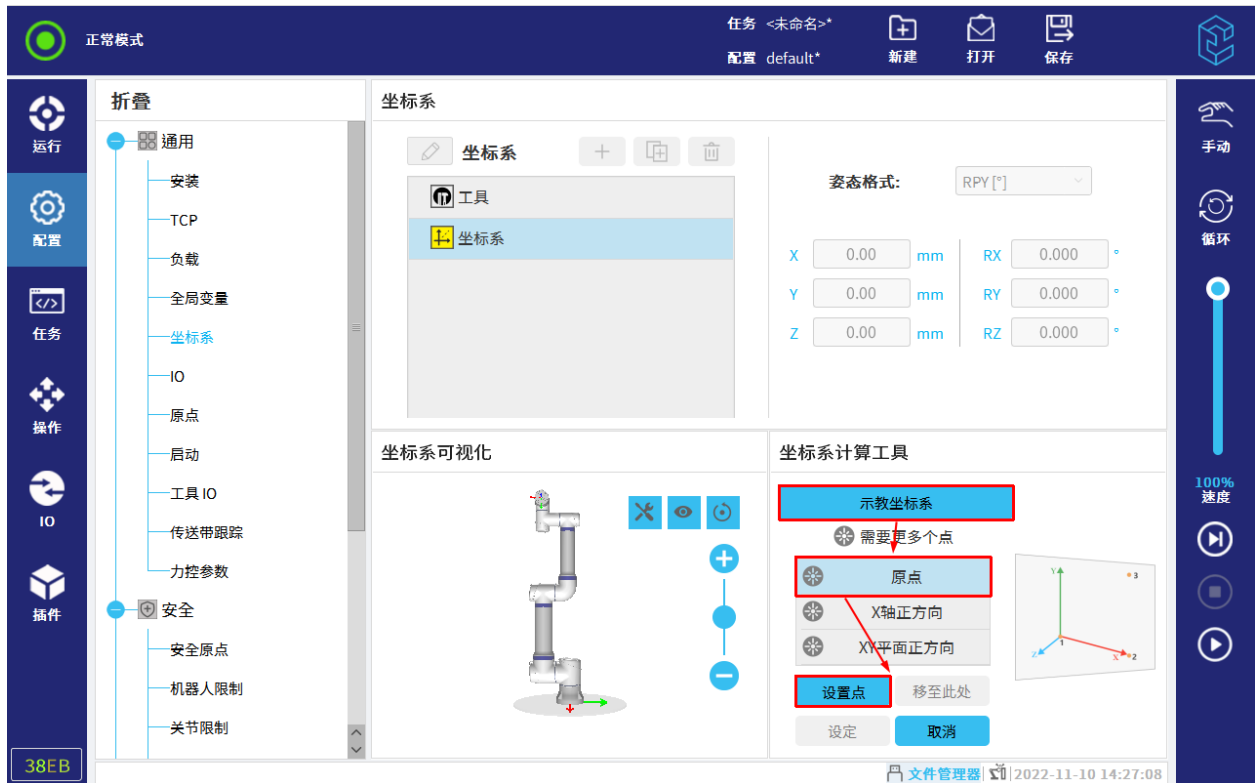 正常模式
任务 <未命名>*
配置 default*
新建
打开
保存
运行
配置
任务
操作
IO
插件
38EB
折叠
通用
安装
TCP
负载
全局变量
坐标系
IO
原点
启动
工具 IO
传送带跟踪
力控参数
安全
安全原点
机器人限制
关节限制
坐标系
坐标系
工具
坐标系
姿态格式: RPY [°]
X 0.00 mm RX 0.000 °
Y 0.00 mm RY 0.000 °
Z 0.00 mm RZ 0.000 °
坐标系可视化
坐标系计算工具
示教坐标系
需要更多个点
原点
X轴正方向
XY平面正方向
设置点 移至此处
设定 取消
Y 3
1
Z X 2
手动
循环
100%
速度
文件管理器 2022-11-10 14:27:08